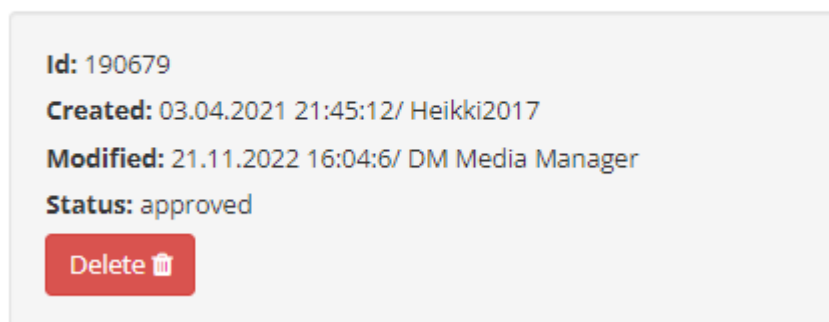 Id: 190679
Created: 03.04.2021 21:45:12/ Heikki2017
Modified: 21.11.2022 16:04:6/ DM Media Manager
Status: approved
Delete